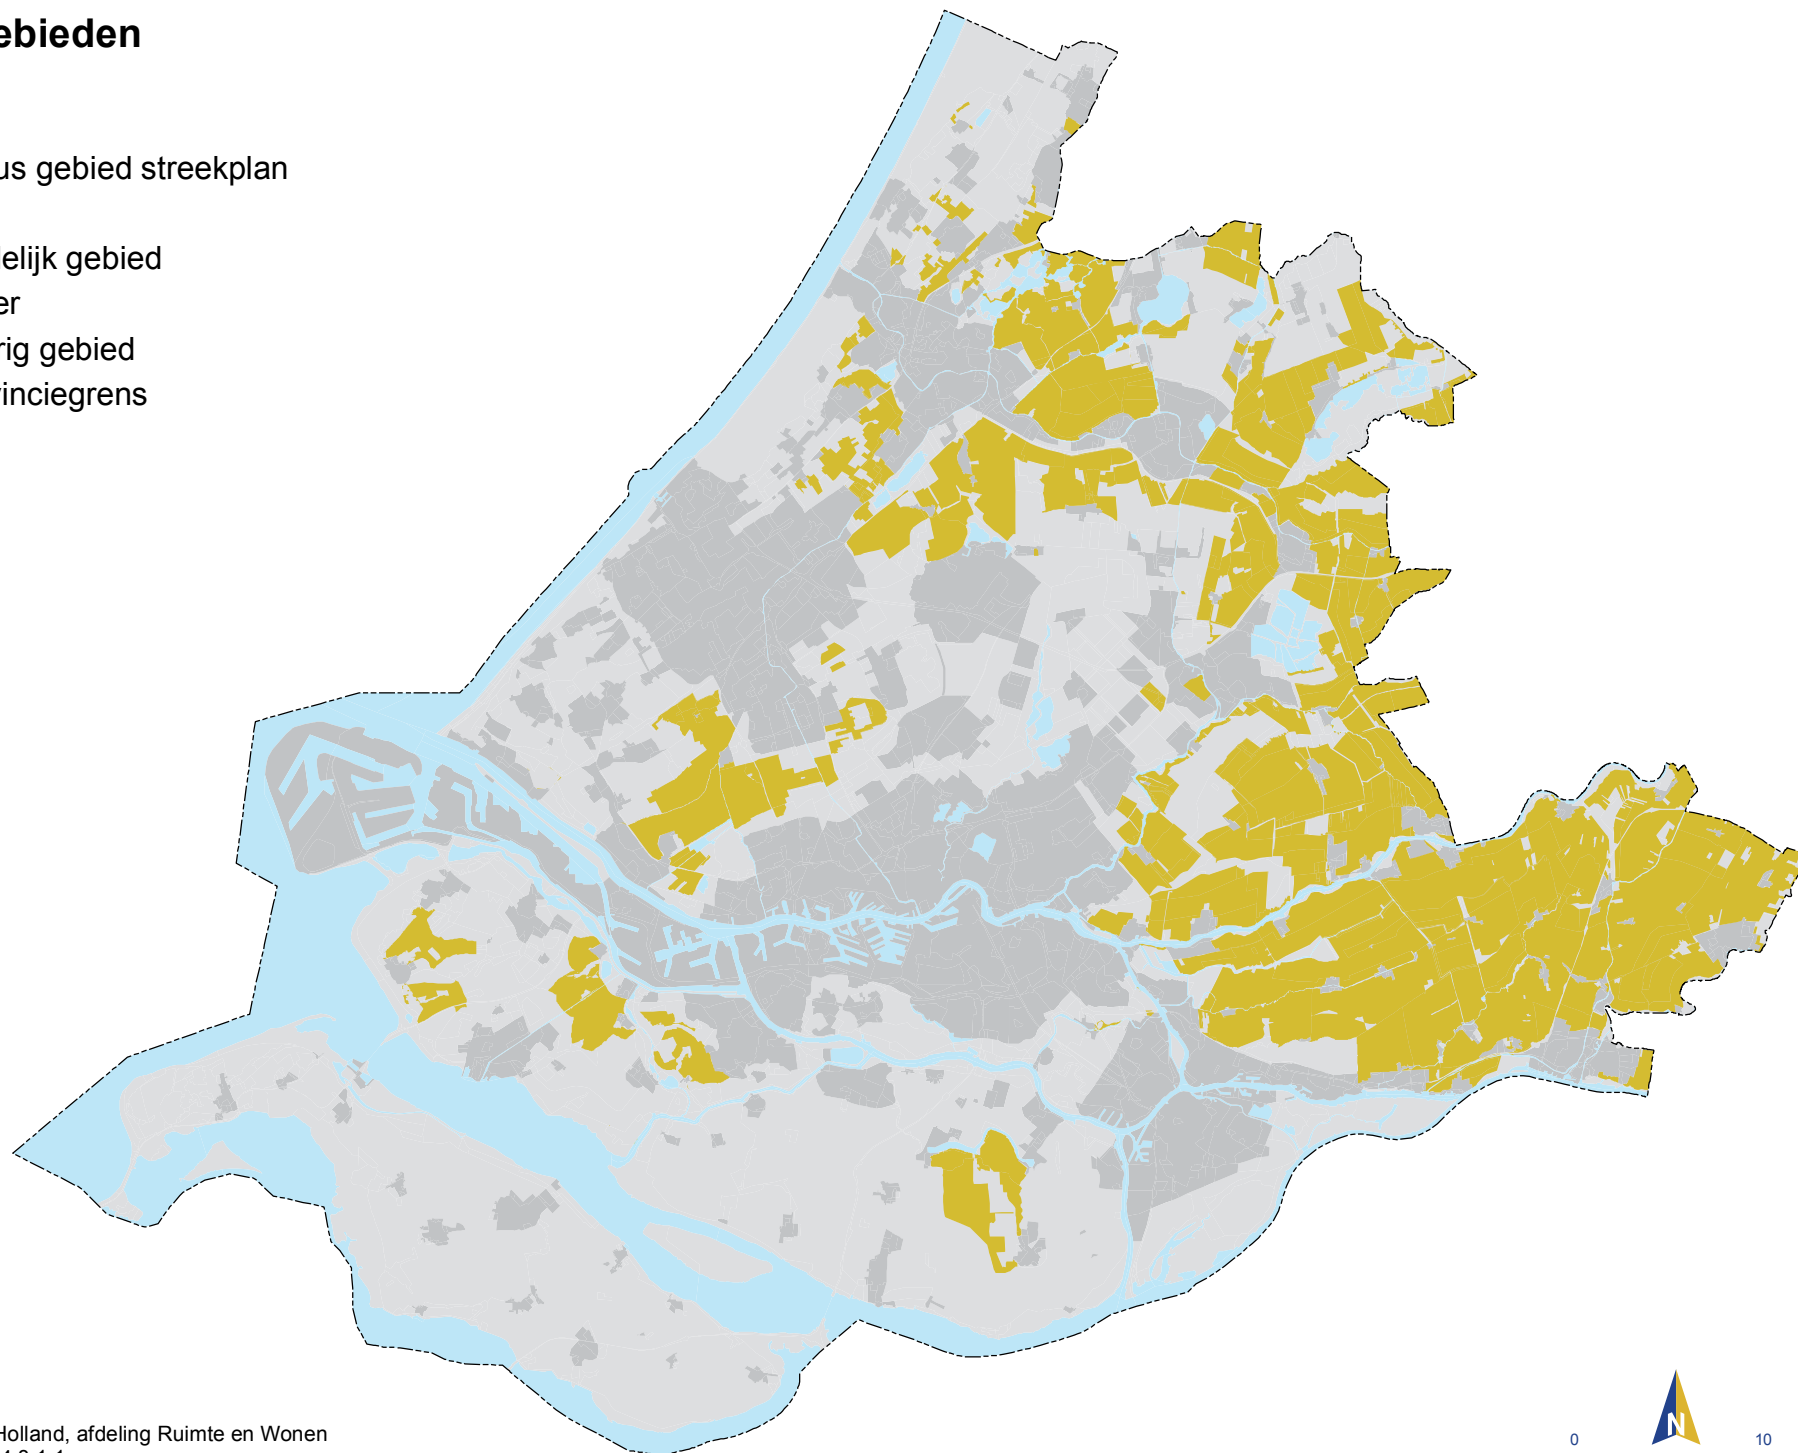 ebieden
us gebied streekplan
elijk gebied
er
rig gebied
inciegrens
Holland, afdeling Ruimte en Wonen
N
0 10